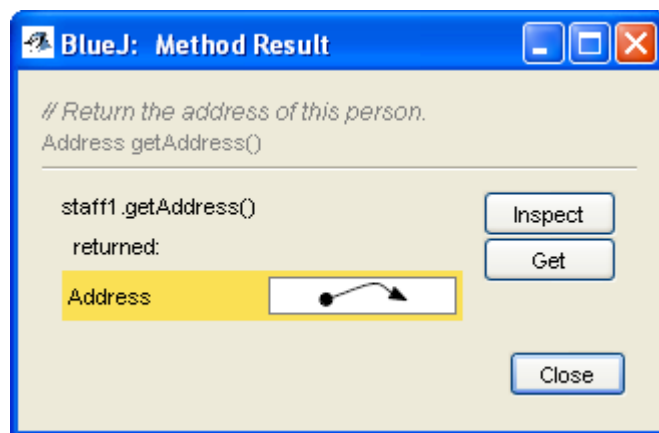 BlueJ: Method Result
// Return the address of this person.
Address getAddress()
staff1.getAddress()
returned:
Address
Inspect
Get
Close